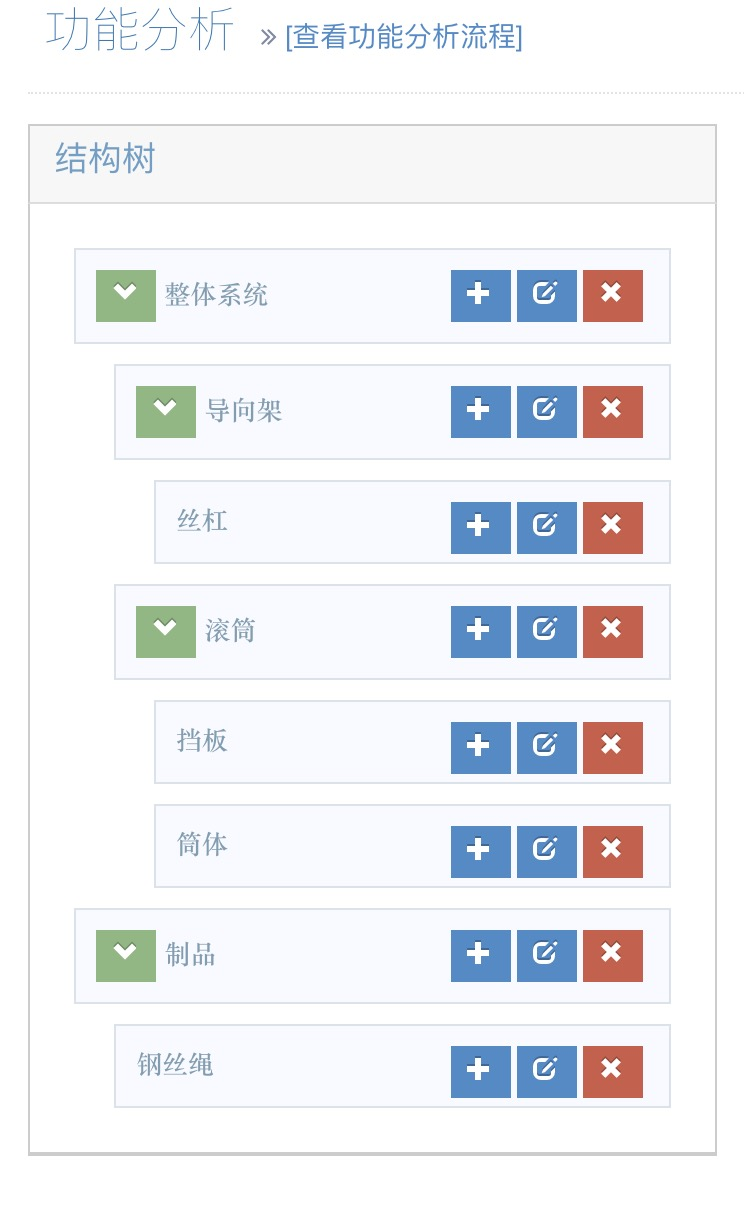 功能分析 » [查看功能分析流程]
结构树
整体系统
导向架
丝杠
滚筒
挡板
筒体
制品
钢丝绳